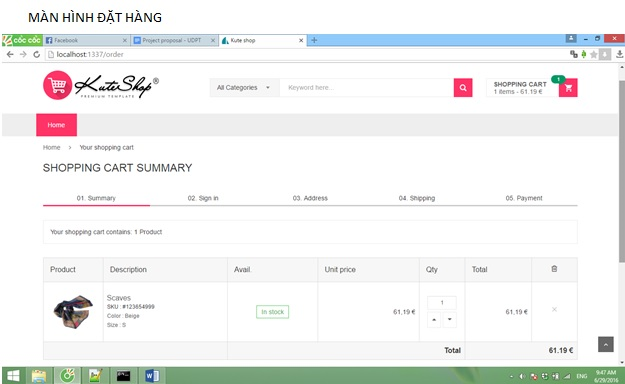 MÀN HÌNH ĐẶT HÀNG
CỐC CỐC
Facebook
Project proposal - UDPT
Kute shop
localhost:1337/order
KuteShop®
PREMIUM TEMPLATE
All Categories
Keyword here...
SHOPPING CART
1 items - 61.19 €
1
Home
Home > Your shopping cart
SHOPPING CART SUMMARY
01. Summary
02. Sign in
03. Address
04. Shipping
05. Payment
Your shopping cart contains: 1 Product
Product Description Avail. Unit price Qty Total
Scaves
SKU : #123654999
Color : Beige
Size : S
In stock
61,19 €
1
61,19 €
Total 61.19 €
ENG
9:47 AM
6/29/2016